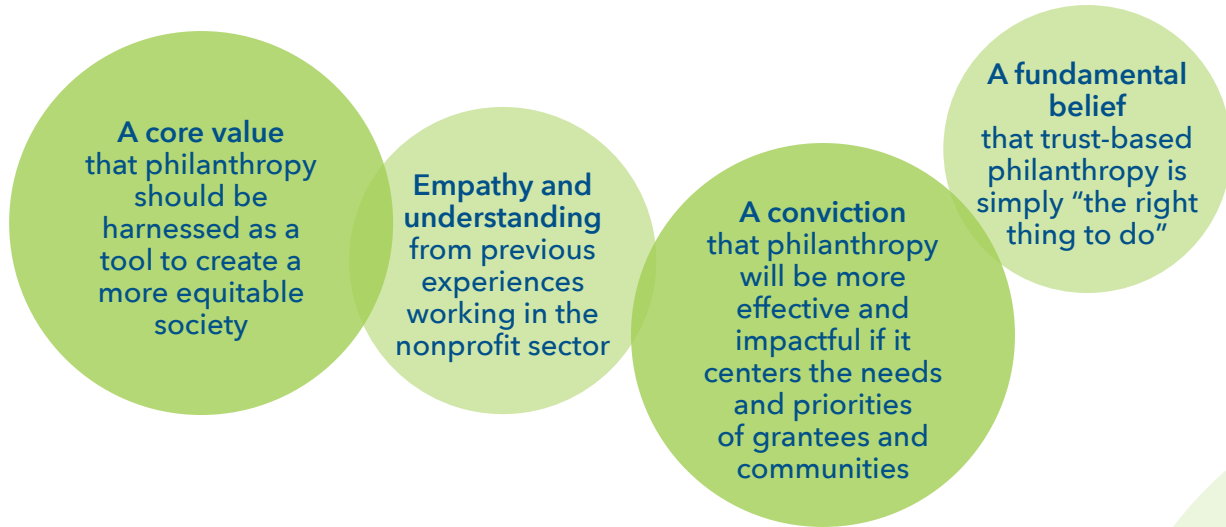 A core value
that philanthropy
should be
harnessed as a
tool to create a
more equitable
society
Empathy and
understanding
from previous
experiences
working in the
nonprofit sector
A conviction
that philanthropy
will be more
effective and
impactful if it
centers the needs
and priorities
of grantees and
communities
A fundamental
belief
that trust-based
philanthropy is
simply “the right
thing to do”